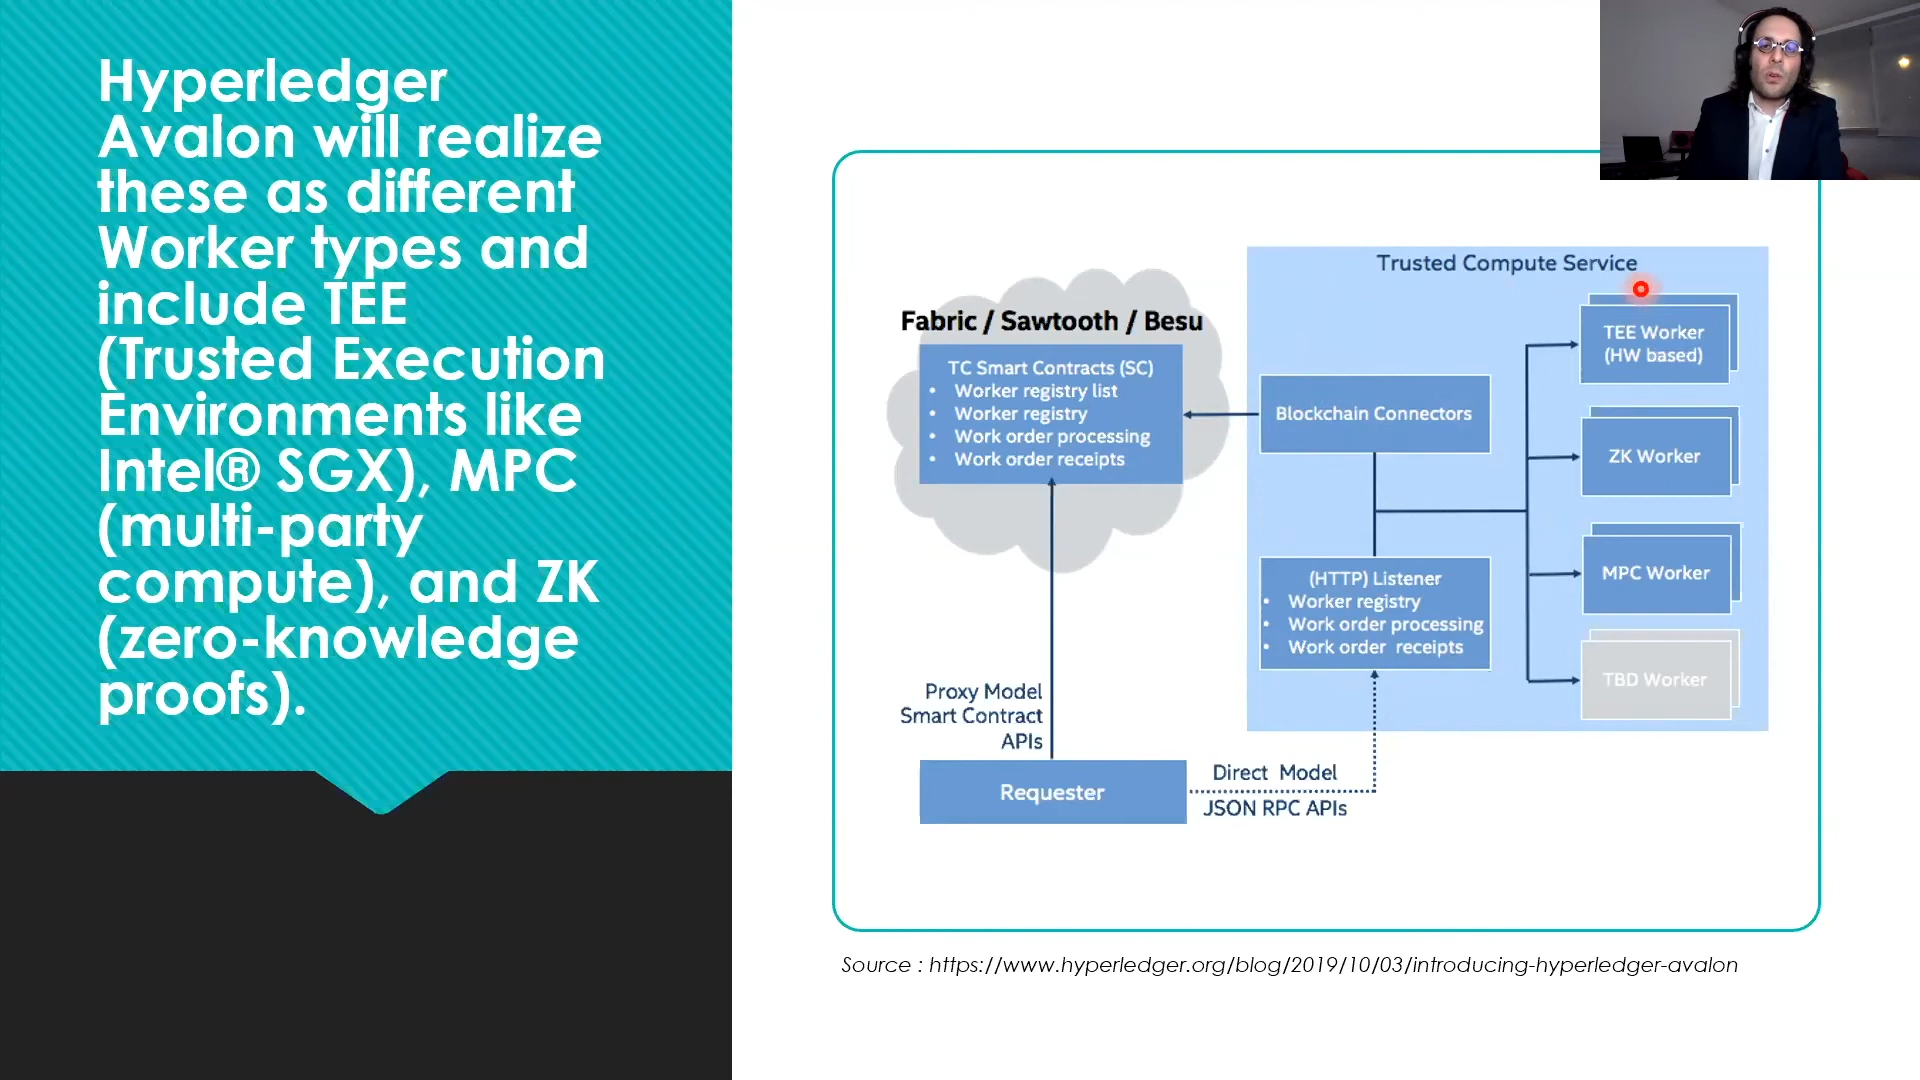 Hyperledger
Avalon will realize
these as different
Worker types and
include TEE
(Trusted Execution
Environments like
Intel® SGX), MPC
(multi-party
compute), and ZK
(zero-knowledge
proofs).
Fabric / Sawtooth / Besu
TC Smart Contracts (SC)
• Worker registry list
• Worker registry
• Work order processing
• Work order receipts
Proxy Model
Smart Contract
APIs
Requester
Direct Model
JSON RPC APIs
Trusted Compute Service
Blockchain Connectors
(HTTP) Listener
• Worker registry
• Work order processing
• Work order receipts
TEE Worker
(HW based)
ZK Worker
MPC Worker
TBD Worker
Source : https://www.hyperledger.org/blog/2019/10/03/introducing-hyperledger-avalon